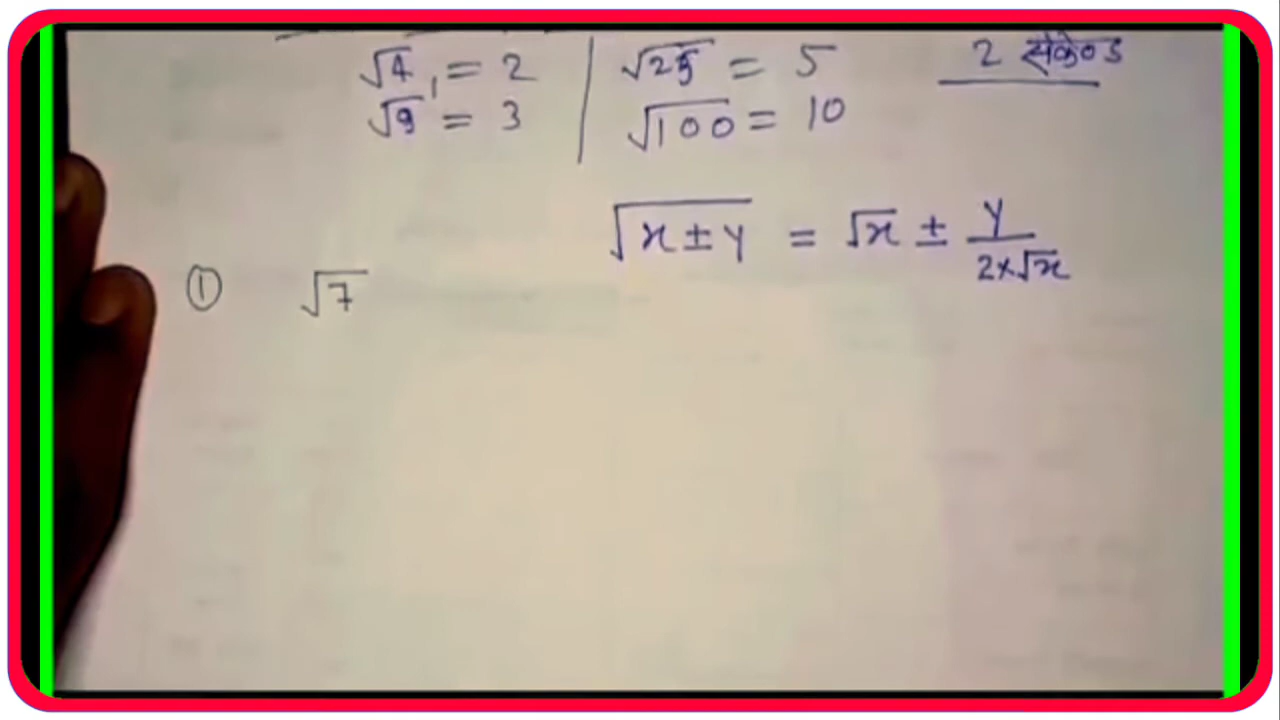 √4 = 2 | √25 = 5 2 सेकेण्ड
√9 = 3 | √100 = 10
√x±y = √x ± y/2×√x
① √7